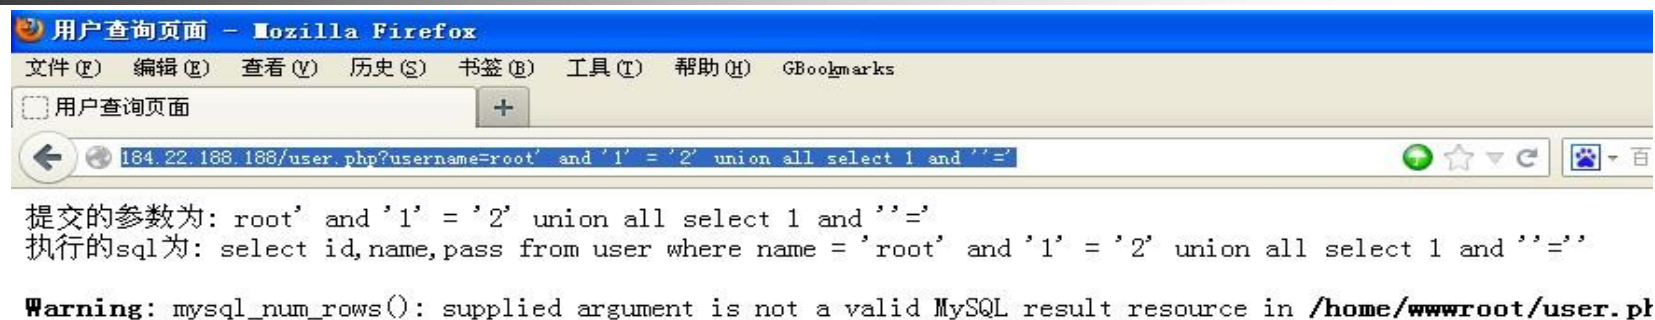 用户查询页面 - Mozilla Firefox
文件(F) 编辑(E) 查看(V) 历史(S) 书签(B) 工具(T) 帮助(H) GBookmarks
用户查询页面 +
184.22.188.188/user.php?username=root' and '1' = '2' union all select 1 and ''=' 百
提交的参数为: root' and '1' = '2' union all select 1 and ''='
执行的sql为: select id,name,pass from user where name = 'root' and '1' = '2' union all select 1 and ''=''
Warning: mysql_num_rows(): supplied argument is not a valid MySQL result resource in /home/wwwroot/user.ph